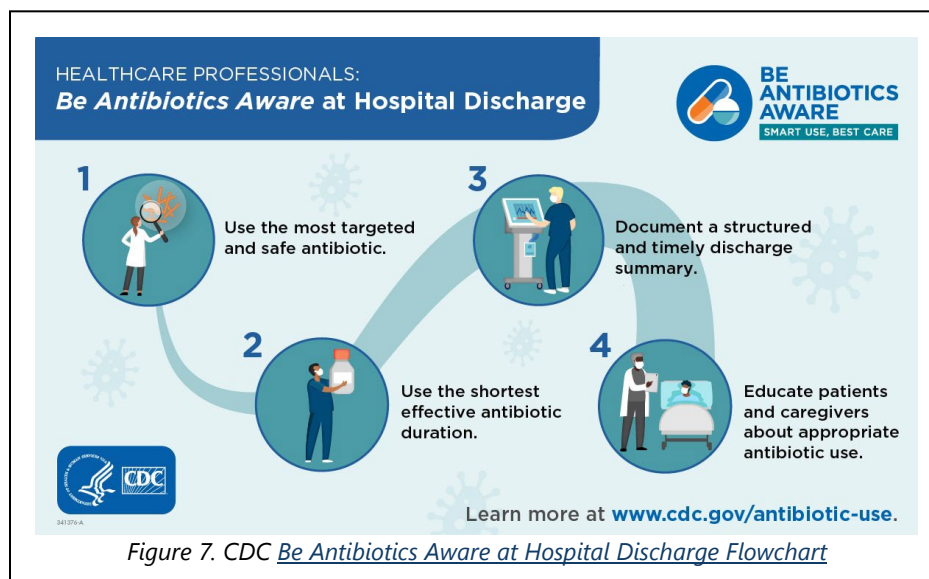 HEALTHCARE PROFESSIONALS:
Be Antibiotics Aware at Hospital Discharge
BE
ANTIBIOTICS
AWARE
SMART USE, BEST CARE
1
Use the most targeted
and safe antibiotic.
2
Use the shortest
effective antibiotic
duration.
3
Document a structured
and timely discharge
summary.
4
Educate patients
and caregivers
about appropriate
antibiotic use.
CDC
341376-A
Learn more at www.cdc.gov/antibiotic-use.
Figure 7. CDC Be Antibiotics Aware at Hospital Discharge Flowchart